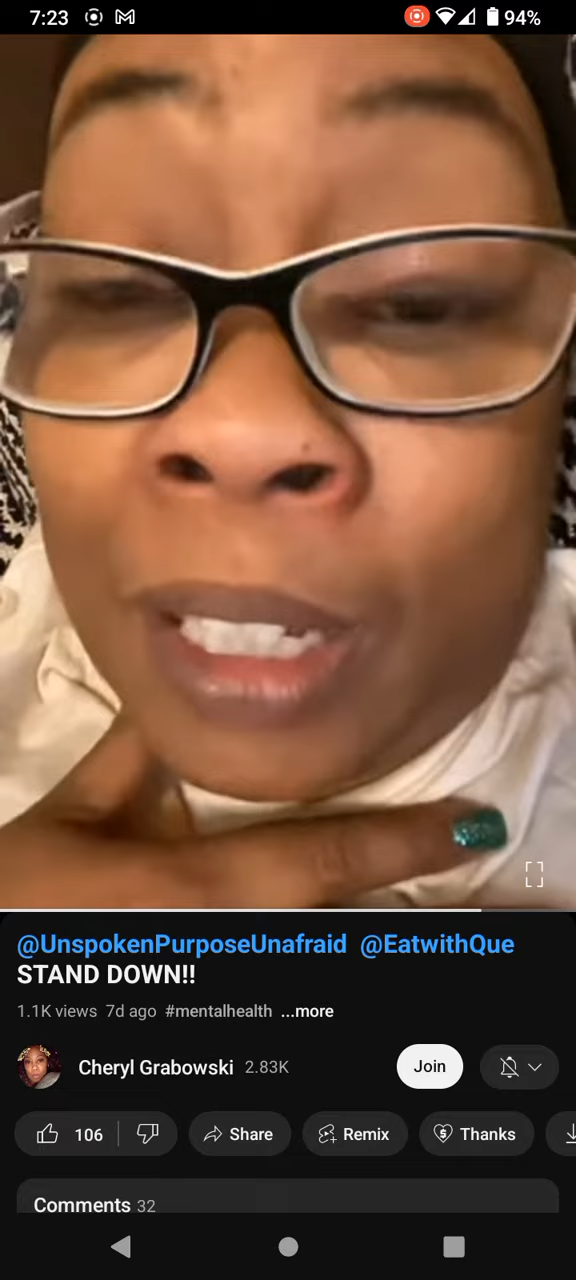 7:23 94%
@UnspokenPurposeUnafraid @EatwithQue
STAND DOWN!!
1.1K views 7d ago #mentalhealth ...more
Cheryl Grabowski 2.83K
Join
106 Share Remix Thanks
Comments 32